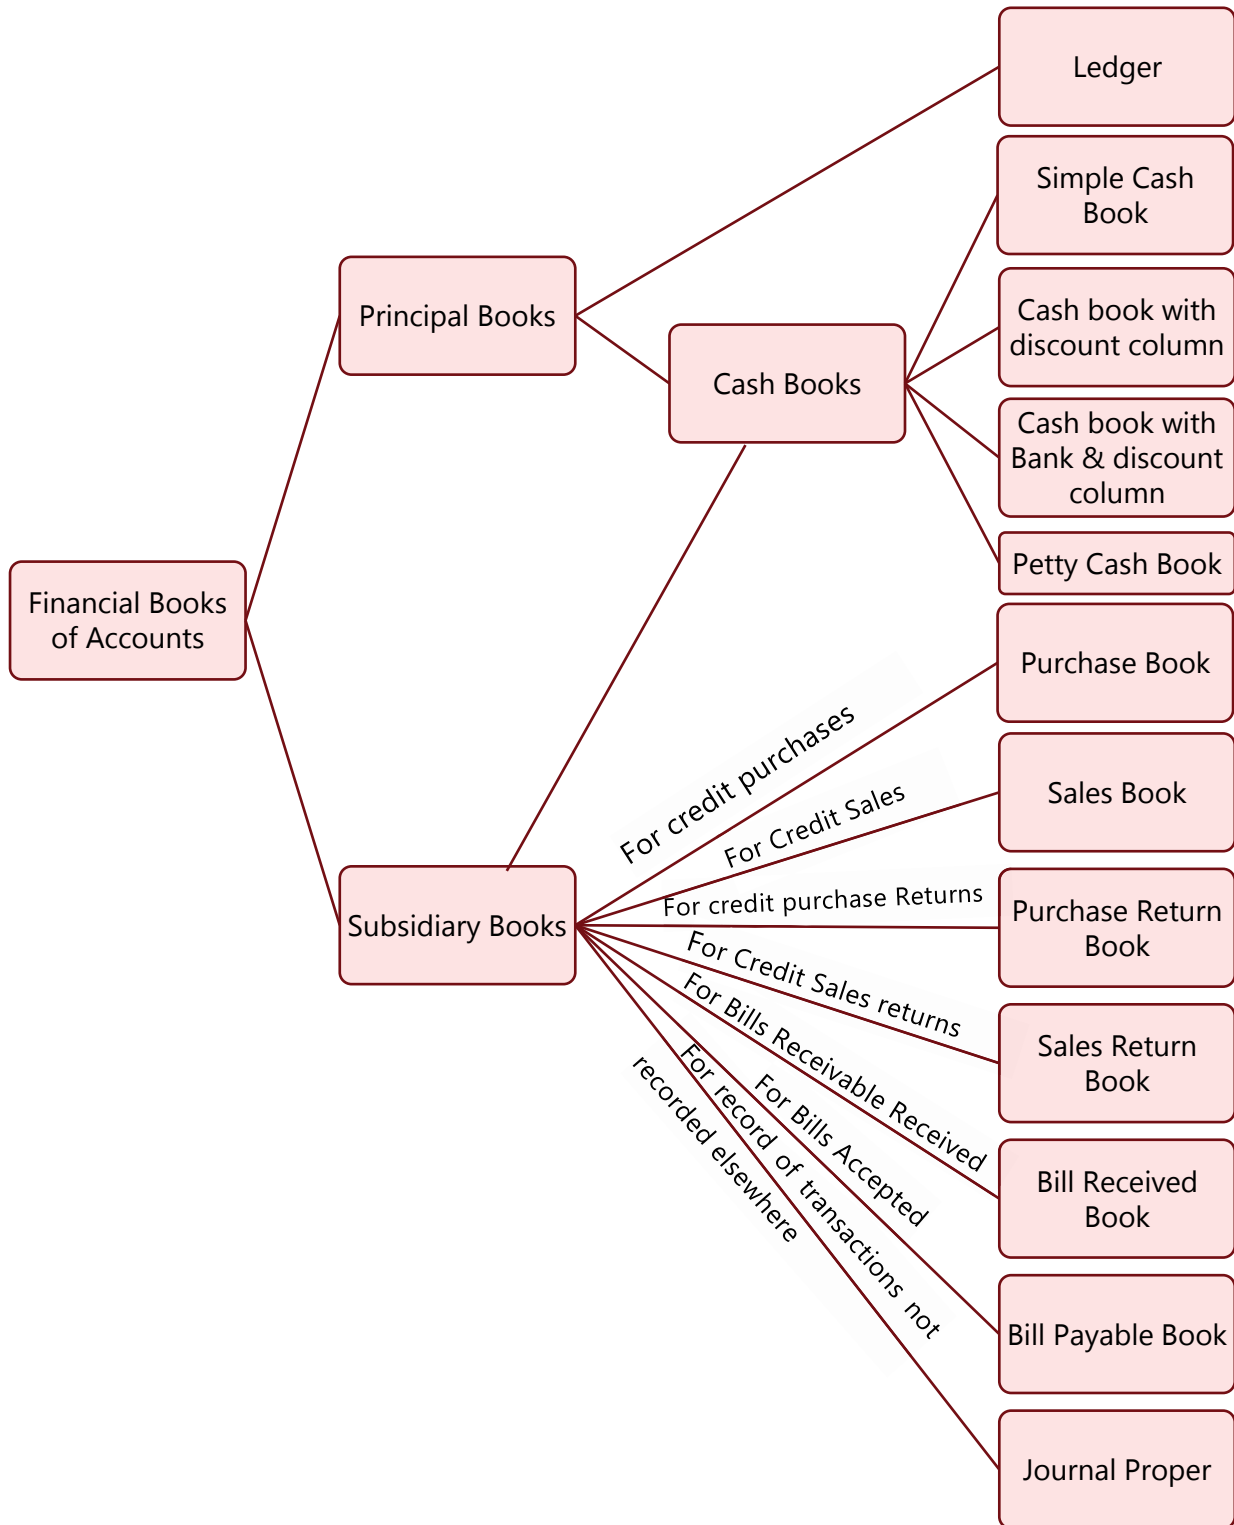 Ledger
Simple Cash
Book
Principal Books
Cash book with
discount column
Cash Books
Cash book with
Bank & discount
column
Petty Cash Book
Financial Books
of Accounts
Purchase Book
For credit purchases
Sales Book
For Credit Sales
Subsidiary Books
For credit purchase Returns
Purchase Return
Book
For Credit Sales returns
Sales Return
Book
For Bills Receivable Received
Bill Received
Book
For Bills Accepted
Bill Payable Book
For record of transactions not
recorded elsewhere
Journal Proper